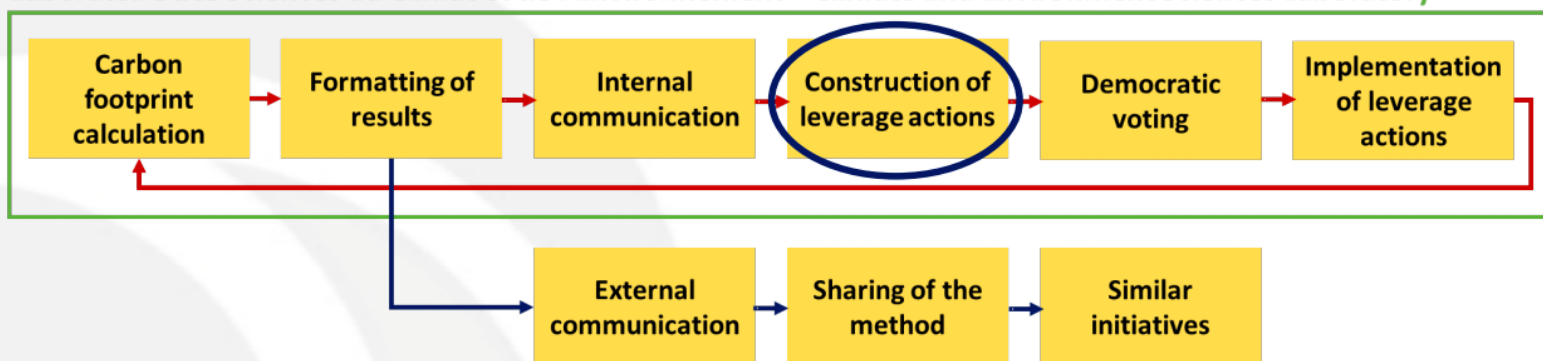 Carbon
footprint
calculation
Formatting of
results
Internal
communication
Construction of
leverage actions
Democratic
voting
Implementation
of leverage
actions
External
communication
Sharing of the
method
Similar
initiatives